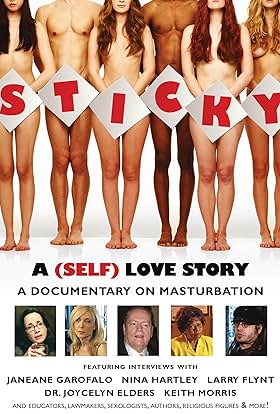 STICKY
A (SELF) LOVE STORY
A DOCUMENTARY ON MASTURBATION
FEATURING INTERVIEWS WITH
JANEANE GAROFALO NINA HARTLEY LARRY FLYNT
DR. JOYCELYN ELDERS KEITH MORRIS
AND EDUCATORS, LAWMAKERS, SEXOLOGISTS, AUTHORS, RELIGIOUS FIGURES & MORE!